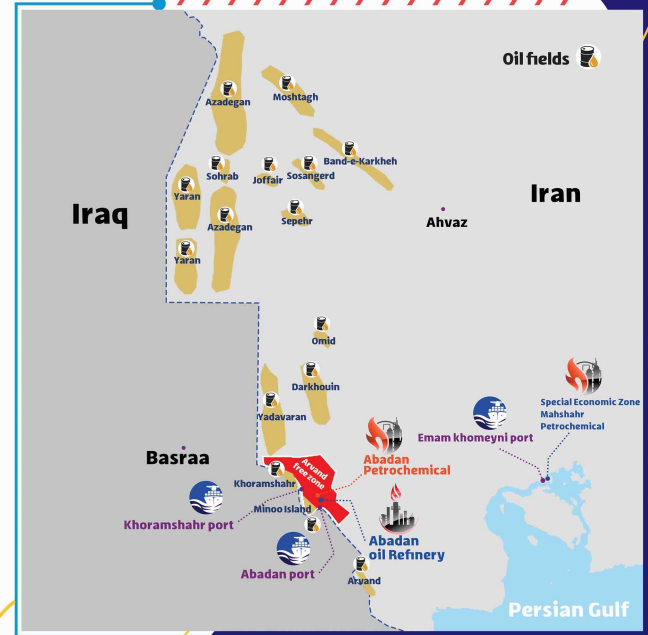 Oil fields
Azadegan
Moshtagh
Band-e-Karkheh
Sohrab
Joffair
Sosangerd
Yaran
Iran
Iraq
Azadegan
Sepehr
Ahvaz
Yaran
Omid
Darkhouin
Yadavaran
Special Economic Zone
Mahshahr
Petrochemical
Emam khomeyni port
Basraa
Abadan
Petrochemical
Arvand
free zone
Khoramshahr
Minoo Island
Khoramshahr port
Abadan
oil Refinery
Abadan port
Arvand
Persian Gulf